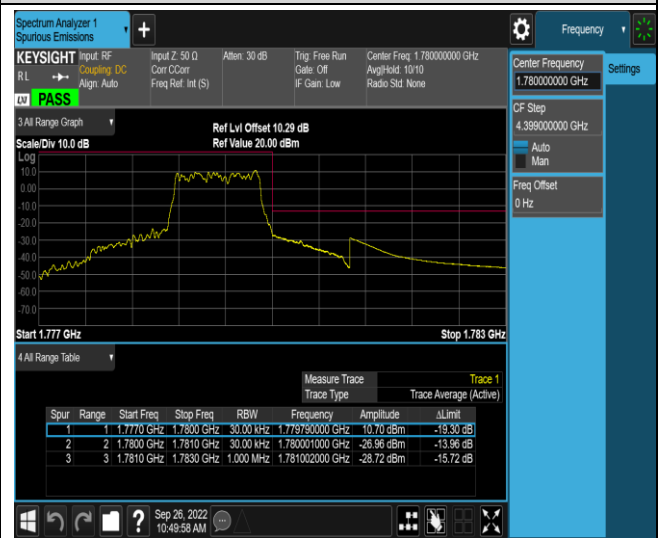 Spectrum Analyzer 1
Spurious Emissions
Frequency
KEYSIGHT
RL
Input: RF
Coupling: DC
Align: Auto
Input Z: 50 Ω
Corr CCorr
Freq Ref: Int (S)
Atten: 30 dB
Trig: Free Run
Gate: Off
IF Gain: Low
Center Freq: 1.780000000 GHz
Avg|Hold: 10/10
Radio Std: None
LXI PASS
Center Frequency
1.780000000 GHz
Settings
CF Step
4.399000000 GHz
Auto
Man
Freq Offset
0 Hz
3 All Range Graph
Ref Lvl Offset 10.29 dB
Scale/Div 10.0 dB
Ref Value 20.00 dBm
Log
10.0
0.00
-10.0
-20.0
-30.0
-40.0
-50.0
-60.0
-70.0
Start 1.777 GHz
Stop 1.783 GHz
4 All Range Table
Measure Trace Trace 1
Trace Type Trace Average (Active)
Spur Range Start Freq Stop Freq RBW Frequency Amplitude ΔLimit
1 1 1.7770 GHz 1.7800 GHz 30.00 kHz 1.779790000 GHz 10.70 dBm -19.30 dB
2 2 1.7800 GHz 1.7810 GHz 30.00 kHz 1.780001000 GHz -26.96 dBm -13.96 dB
3 3 1.7810 GHz 1.7830 GHz 1.000 MHz 1.781002000 GHz -28.72 dBm -15.72 dB
?
Sep 26, 2022
10:49:58 AM